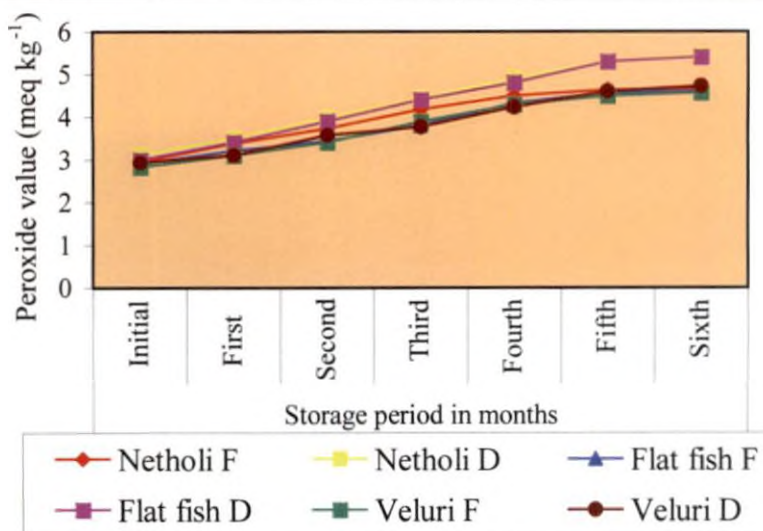 Peroxide value (meq kg⁻¹)
6
5
4
3
2
1
0
Initial
First
Second
Third
Fourth
Fifth
Sixth
Storage period in months
Netholi F
Netholi D
Flat fish F
Flat fish D
Veluri F
Veluri D